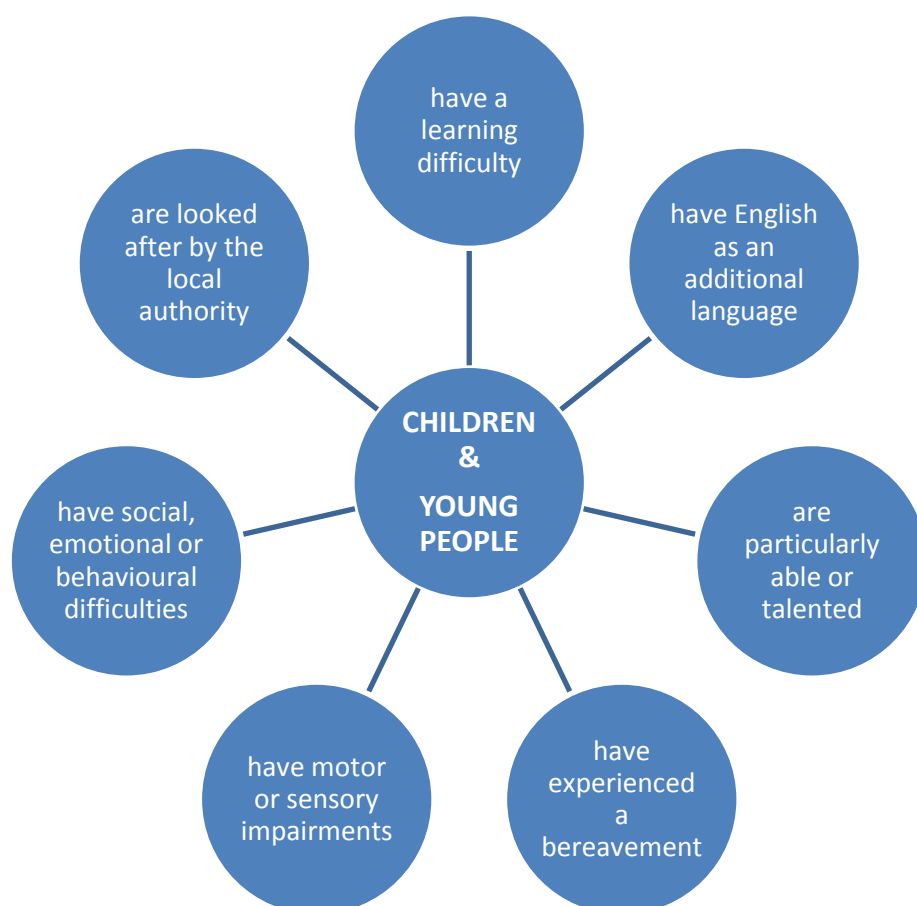 have a
learning
difficulty
have English
as an
additional
language
are
particularly
able or
talented
have
experienced
a
bereavement
have motor
or sensory
impairments
have social,
emotional or
behavioural
difficulties
are looked
after by the
local
authority
CHILDREN
&
YOUNG
PEOPLE